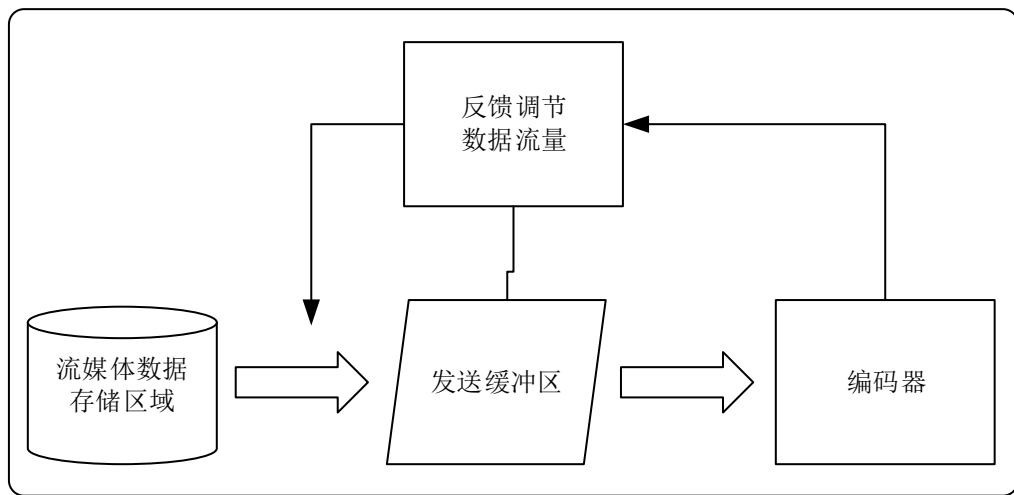 反馈调节
数据流量
流媒体数据
存储区域
发送缓冲区
编码器